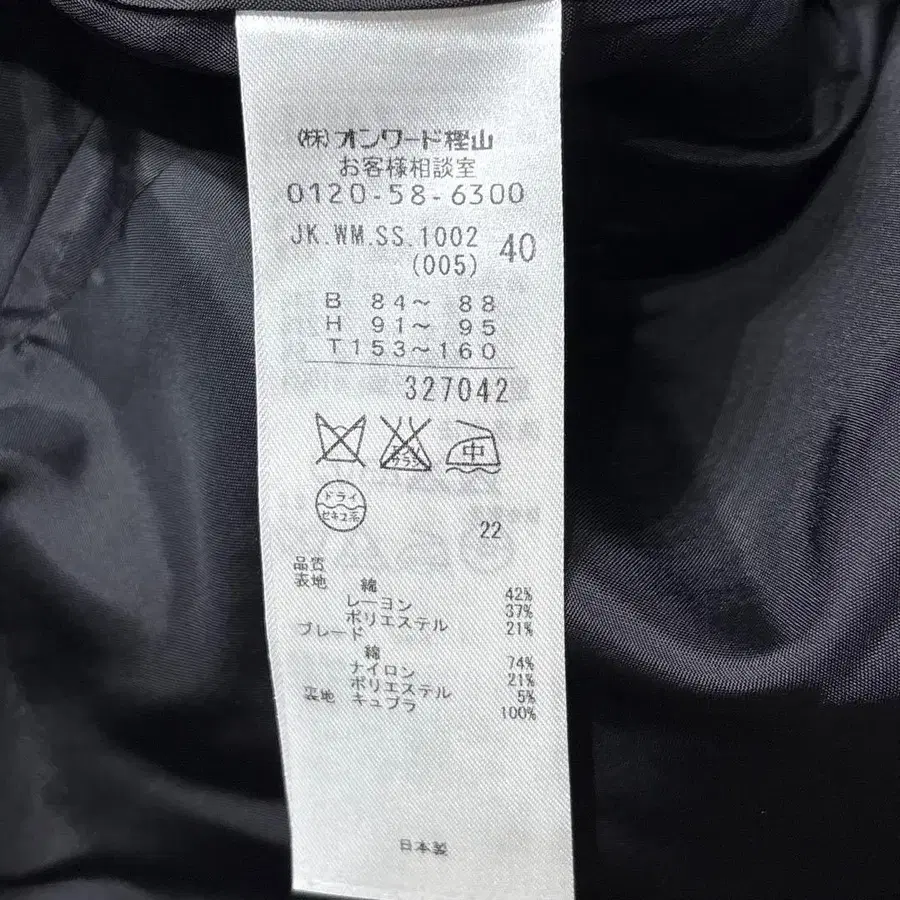 (株)オンワード樫山
お客様相談室
0120-58-6300
JK.WM.SS.1002 40
(005)
B 84〜 88
H 91〜 95
T153〜160
327042
中
ドライ
セキユ系
22
品質
表地 綿 42%
レーヨン 37%
ポリエステル 21%
ブレード
綿 74%
ナイロン 21%
ポリエステル 5%
裏地 キュプラ 100%
日本製